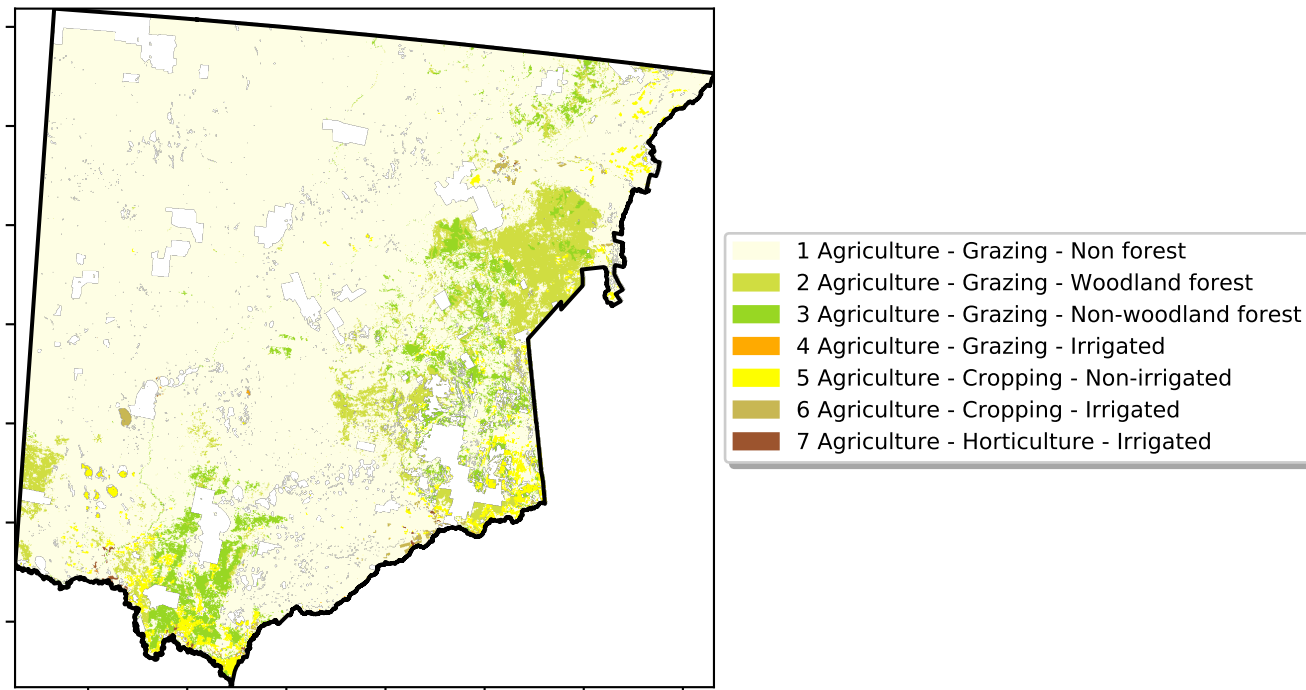 1 Agriculture - Grazing - Non forest
2 Agriculture - Grazing - Woodland forest
3 Agriculture - Grazing - Non-woodland forest
4 Agriculture - Grazing - Irrigated
5 Agriculture - Cropping - Non-irrigated
6 Agriculture - Cropping - Irrigated
7 Agriculture - Horticulture - Irrigated